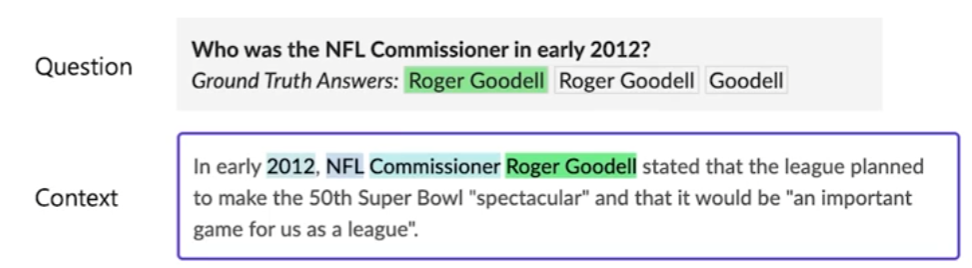 Question
Who was the NFL Commissioner in early 2012?
Ground Truth Answers: Roger Goodell Roger Goodell Goodell
Context
In early 2012, NFL Commissioner Roger Goodell stated that the league planned
to make the 50th Super Bowl "spectacular" and that it would be "an important
game for us as a league".